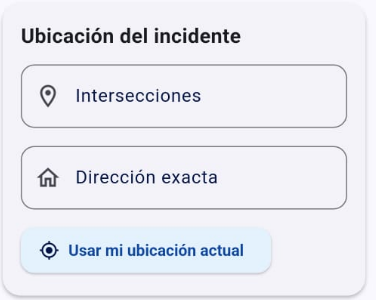 Ubicación del incidente
Intersecciones
Dirección exacta
Usar mi ubicación actual